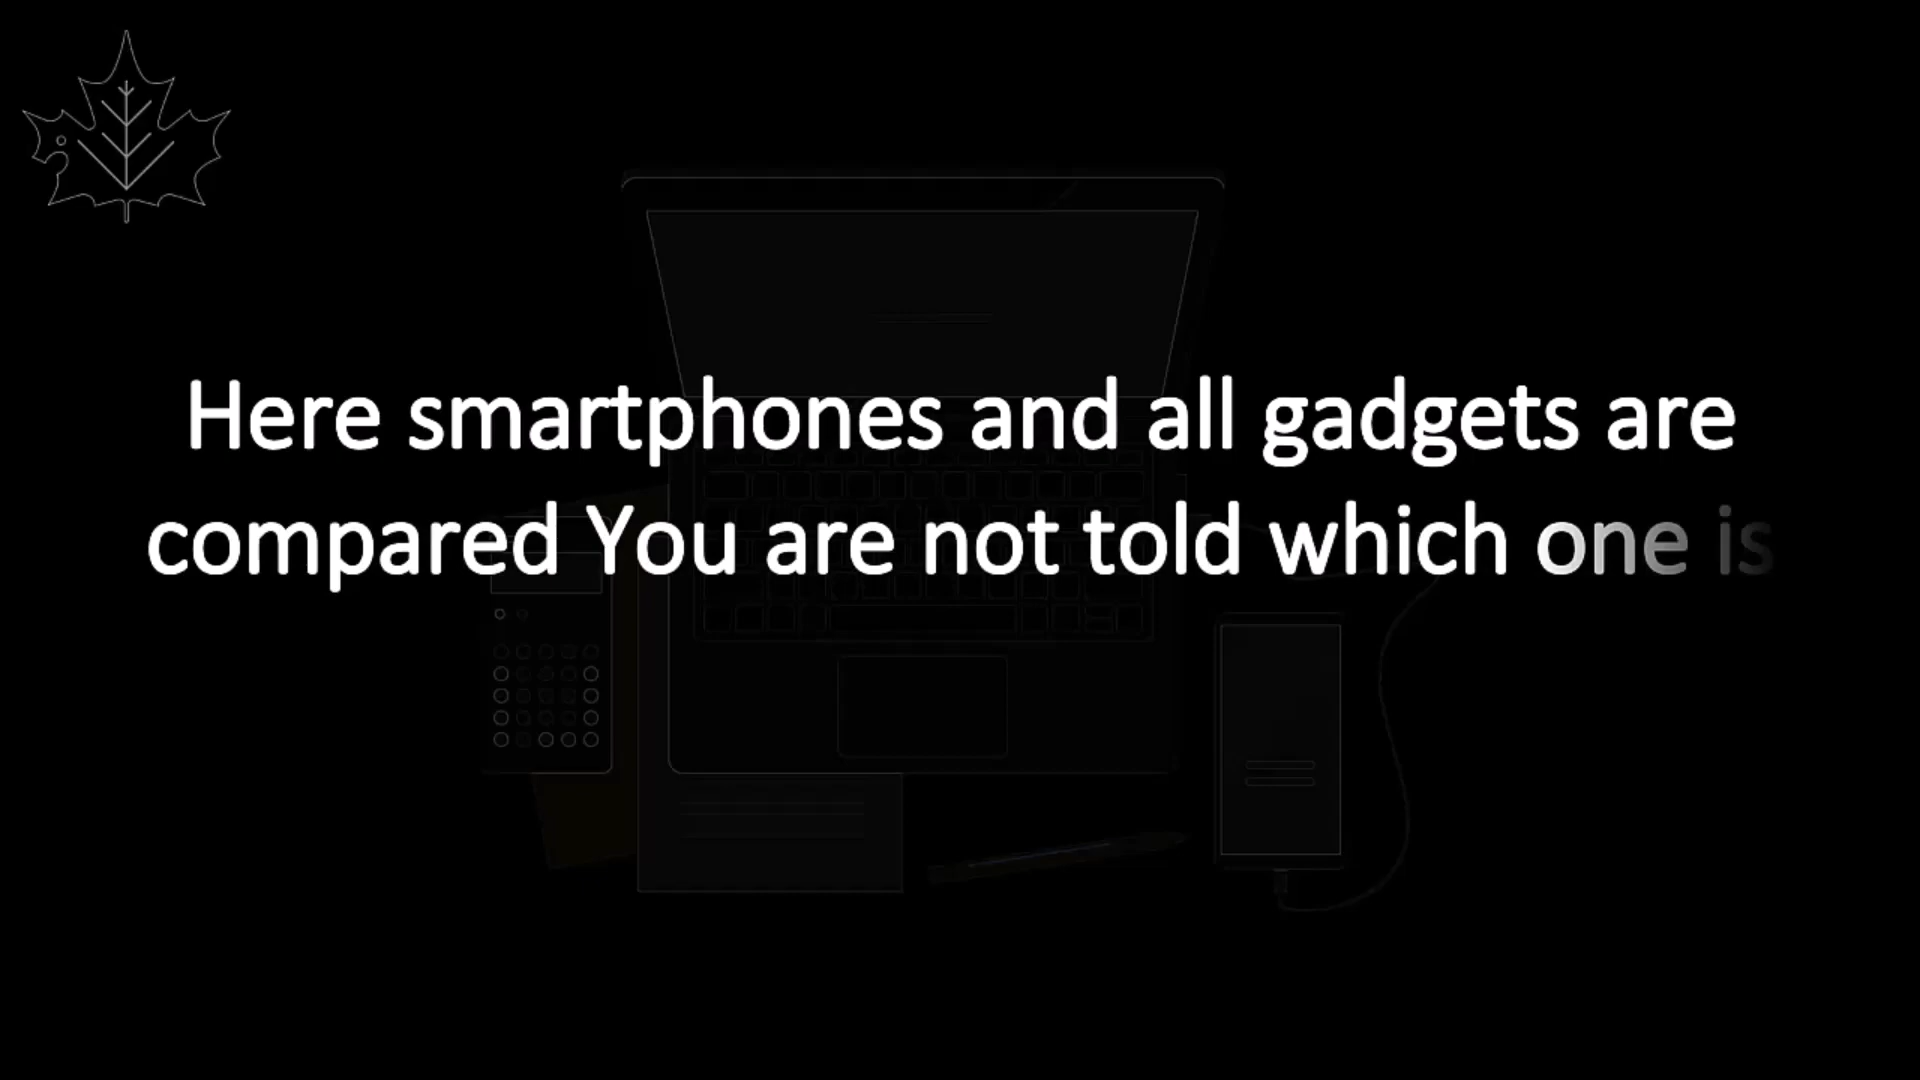 Here smartphones and all gadgets are
compared You are not told which one is